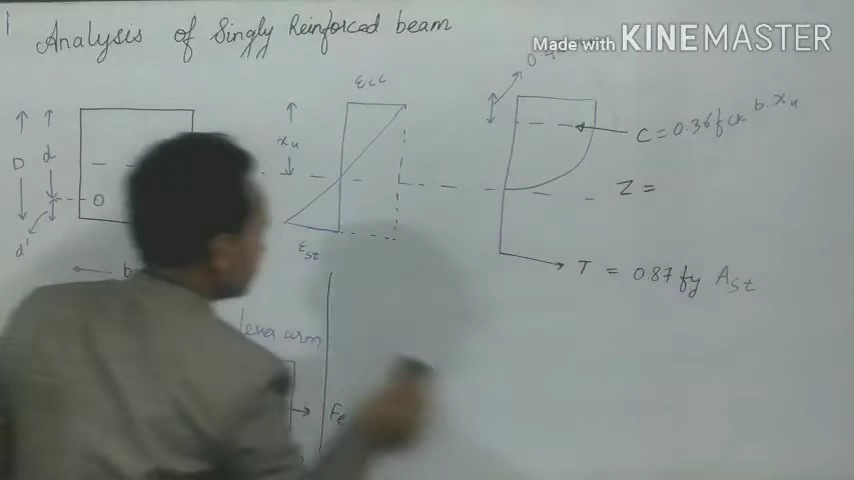 Analysis of Singly Reinforced beam
Made with KINEMASTER
εcc
C = 0.36 fck b. xu
D
d
xu
Z =
O
d'
εst
T = 0.87 fy Ast
b
arm
Fe